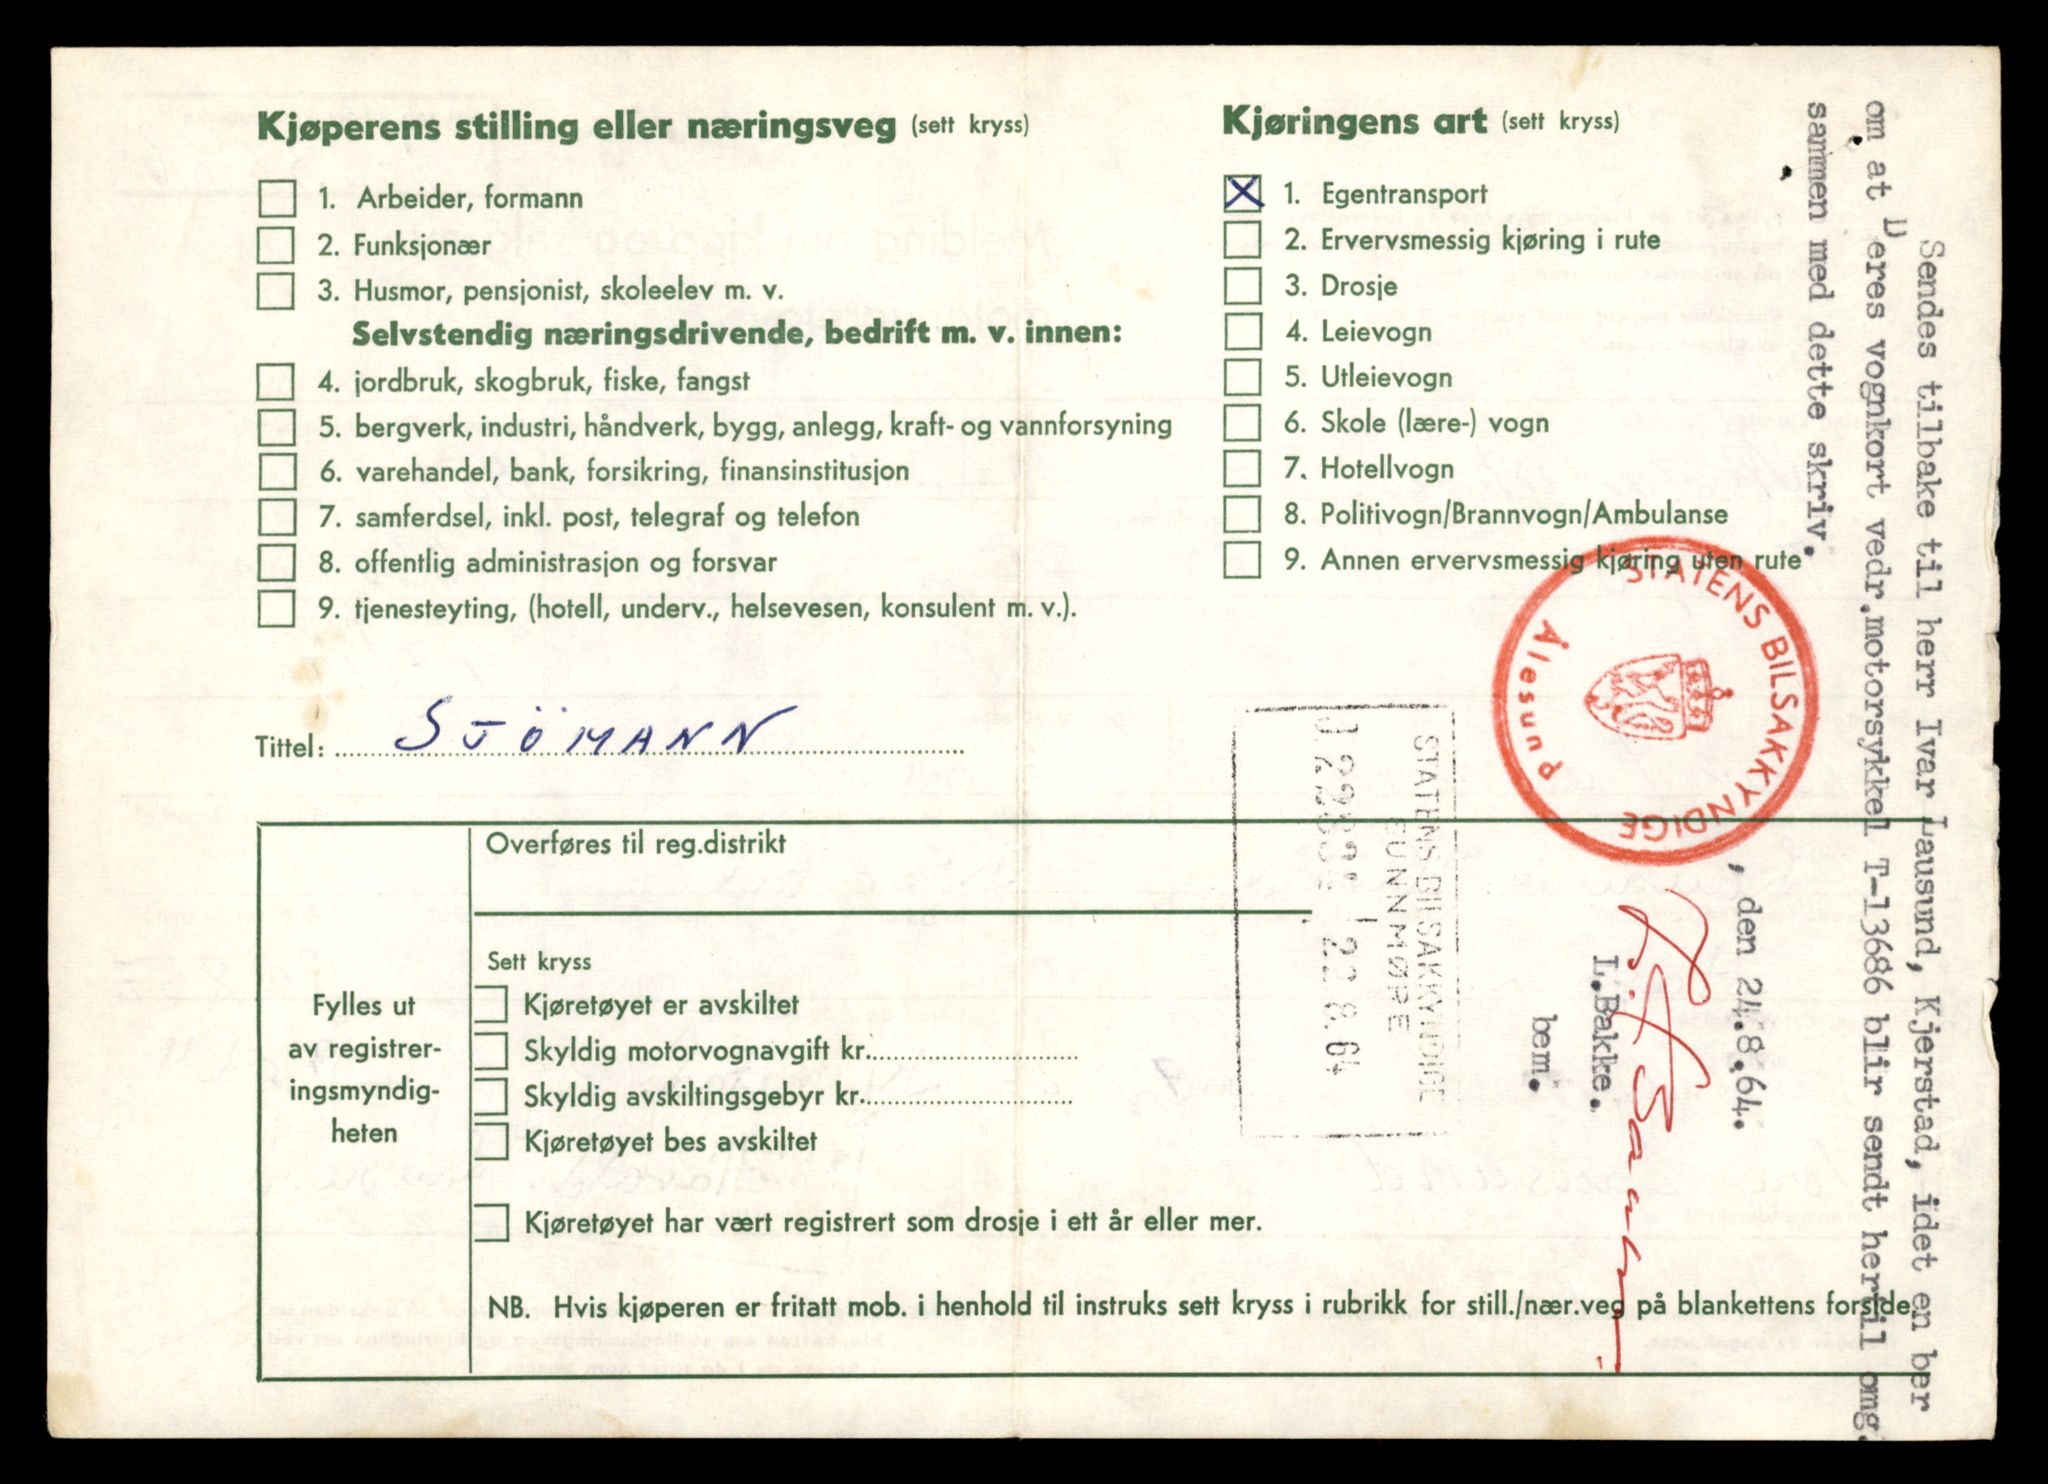 Kjøperens stilling eller næringsveg (sett kryss)
1. Arbeider, formann
2. Funksjonær
3. Husmor, pensjonist, skoleelev m. v.
Selvstendig næringsdrivende, bedrift m. v. innen:
4. jordbruk, skogbruk, fiske, fangst
5. bergverk, industri, håndverk, bygg, anlegg, kraft- og vannforsyning
6. varehandel, bank, forsikring, finansinstitusjon
7. samferdsel, inkl. post, telegraf og telefon
8. offentlig administrasjon og forsvar
9. tjenesteyting, (hotell, underv., helsevesen, konsulent m. v.).
Tittel: SJÖMANN
Kjøringens art (sett kryss)
X 1. Egentransport
2. Ervervsmessig kjøring i rute
3. Drosje
4. Leievogn
5. Utleievogn
6. Skole (lære-) vogn
7. Hotellvogn
8. Politivogn/Brannvogn/Ambulanse
9. Annen ervervsmessig kjøring uten rute
Fylles ut
av registrer-
ingsmyndig-
heten
Overføres til reg.distrikt
Sett kryss
Kjøretøyet er avskiltet
Skyldig motorvognavgift kr.
Skyldig avskiltingsgebyr kr.
Kjøretøyet bes avskiltet
Kjøretøyet har vært registrert som drosje i ett år eller mer.
NB. Hvis kjøperen er fritatt mob. i henhold til instruks sett kryss i rubrikk for still./nær.veg på blankettens forside.
Sendes tilbake til herr Ivar Lausund, Kjerstad, idet en ber
om at Deres vognkort vedr.motorsykkel T-13686 blir sendt hertil omg.
sammen med dette skriv.
STATENS BILSAKKYNDIGE
Ålesund
, den 24.8.64.
L.Bakke.
bem.
STATENS BILSAKKYNDIGE
SUNNMØRE
22.8.64